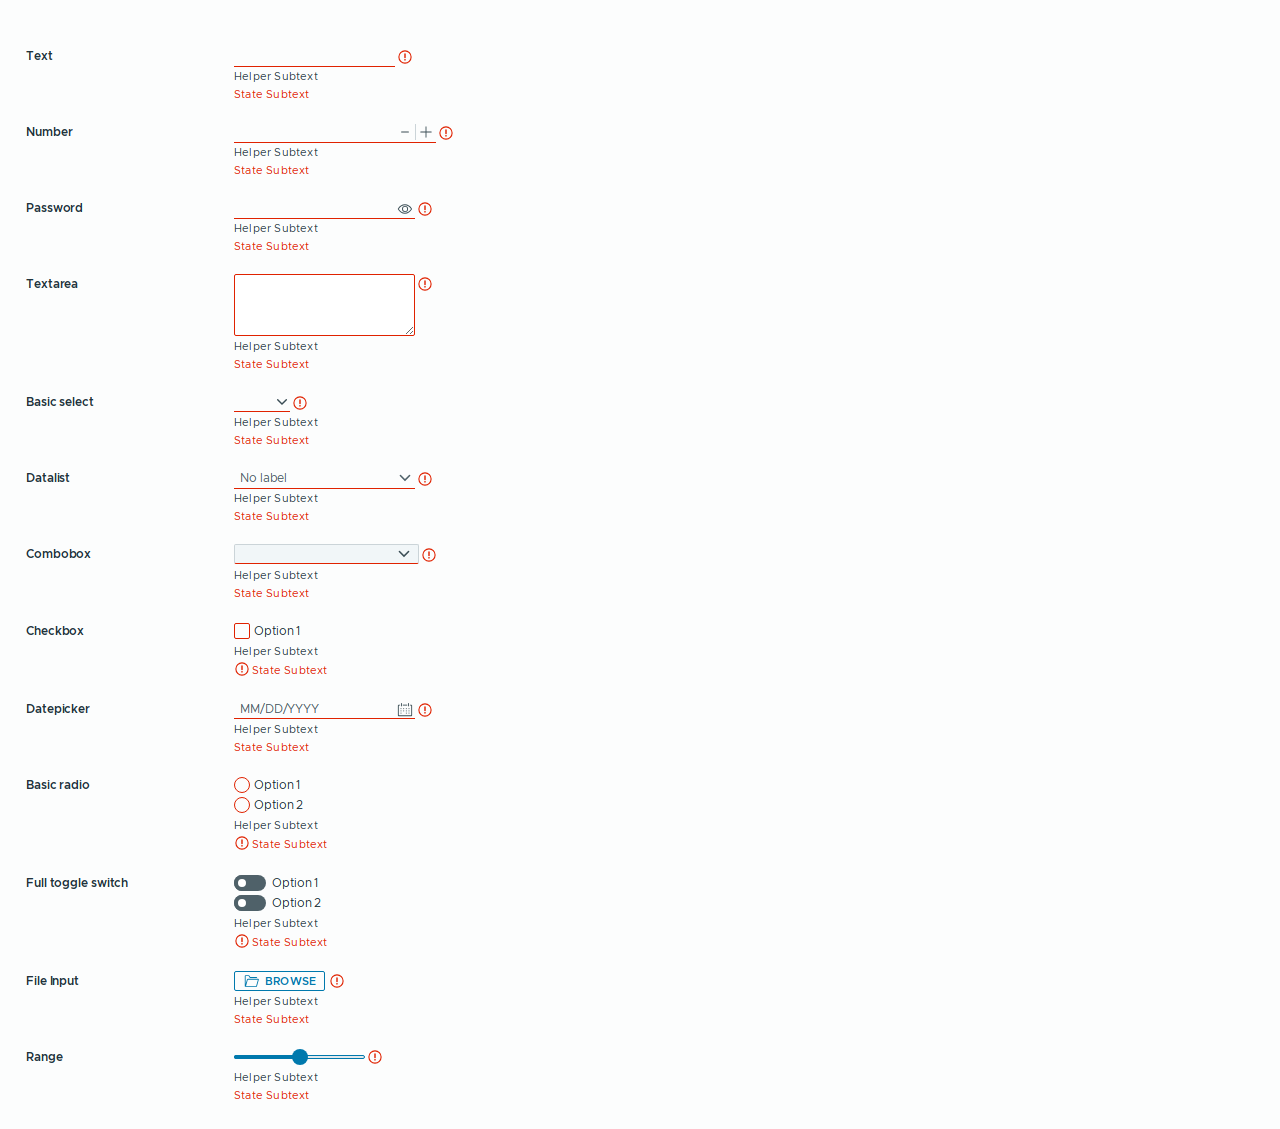 Text
Helper Subtext
State Subtext
Number
Helper Subtext
State Subtext
Password
Helper Subtext
State Subtext
Textarea
Helper Subtext
State Subtext
Basic select
Helper Subtext
State Subtext
Datalist
No label
Helper Subtext
State Subtext
Combobox
Helper Subtext
State Subtext
Checkbox
Option 1
Helper Subtext
State Subtext
Datepicker
MM/DD/YYYY
Helper Subtext
State Subtext
Basic radio
Option 1
Option 2
Helper Subtext
State Subtext
Full toggle switch
Option 1
Option 2
Helper Subtext
State Subtext
File Input
BROWSE
Helper Subtext
State Subtext
Range
Helper Subtext
State Subtext